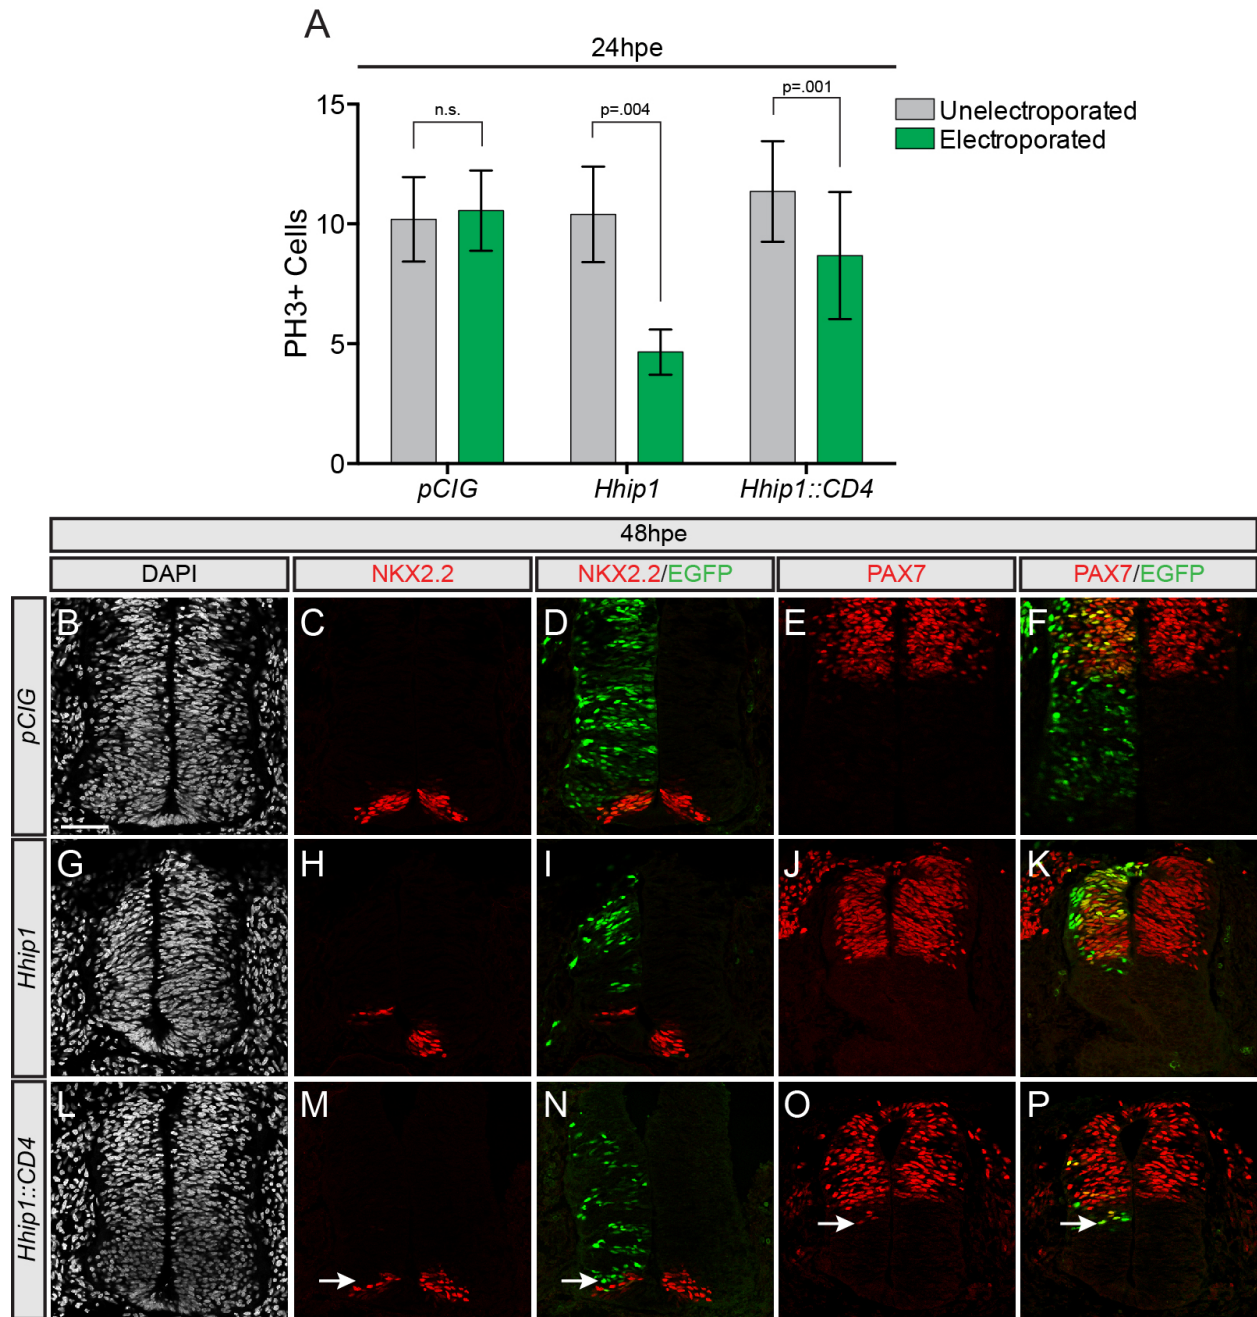 A
24hpe
15
10
5
0
PH3+ Cells
n.s.
p=.004
p=.001
Unelectroporated
Electroporated
pCIG
Hhip1
Hhip1::CD4
48hpe
DAPI
NKX2.2
NKX2.2/EGFP
PAX7
PAX7/EGFP
pCIG
B
C
D
E
F
Hhip1
G
H
I
J
K
Hhip1::CD4
L
M
N
O
P